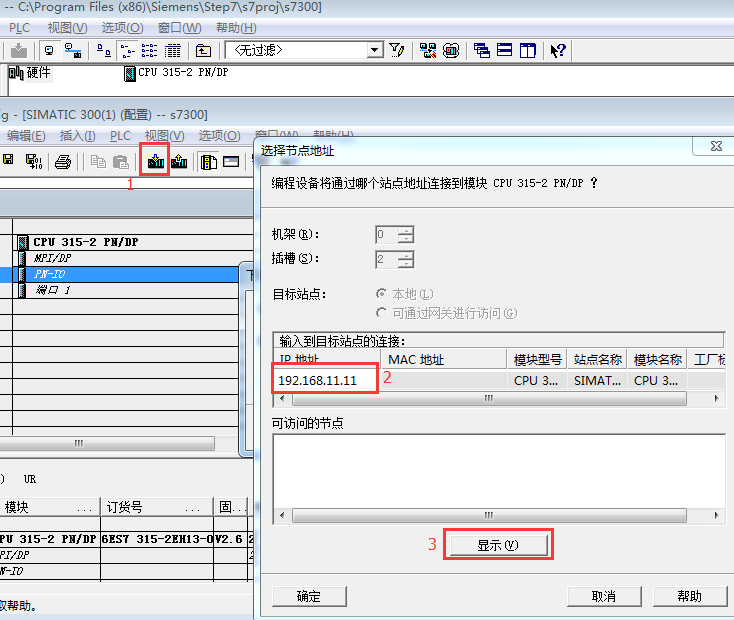 -- C:\Program Files (x86)\Siemens\Step7\s7proj\s7300]
PLC 视图(V) 选项(O) 窗口(W) 帮助(H)
<无过滤>
硬件 CPU 315-2 PN/DP
g - [SIMATIC 300(1) (配置) -- s7300]
编辑(E) 插入(I) PLC 视图(V) 选项(O) 窗口(W) 帮助(H)
1
选择节点地址
编程设备将通过哪个站点地址连接到模块 CPU 315-2 PN/DP ?
机架(R): 0
插槽(S): 2
目标站点: 本地(L)
可通过网关进行访问(G)
CPU 315-2 PN/DP
MPI/DP
PN-IO
端口 1
下
输入到目标站点的连接:
IP 地址 MAC 地址 模块型号 站点名称 模块名称 工厂标
192.168.11.11 2 CPU 3... SIMAT... CPU 3...
可访问的节点
3 显示(V)
确定 取消 帮助
) UR
模块 ... 订货号 ... 固...
PU 315-2 PN/DP 6ES7 315-2EH13-0 V2.6 2
PI/DP 2
N-IO
取帮助。